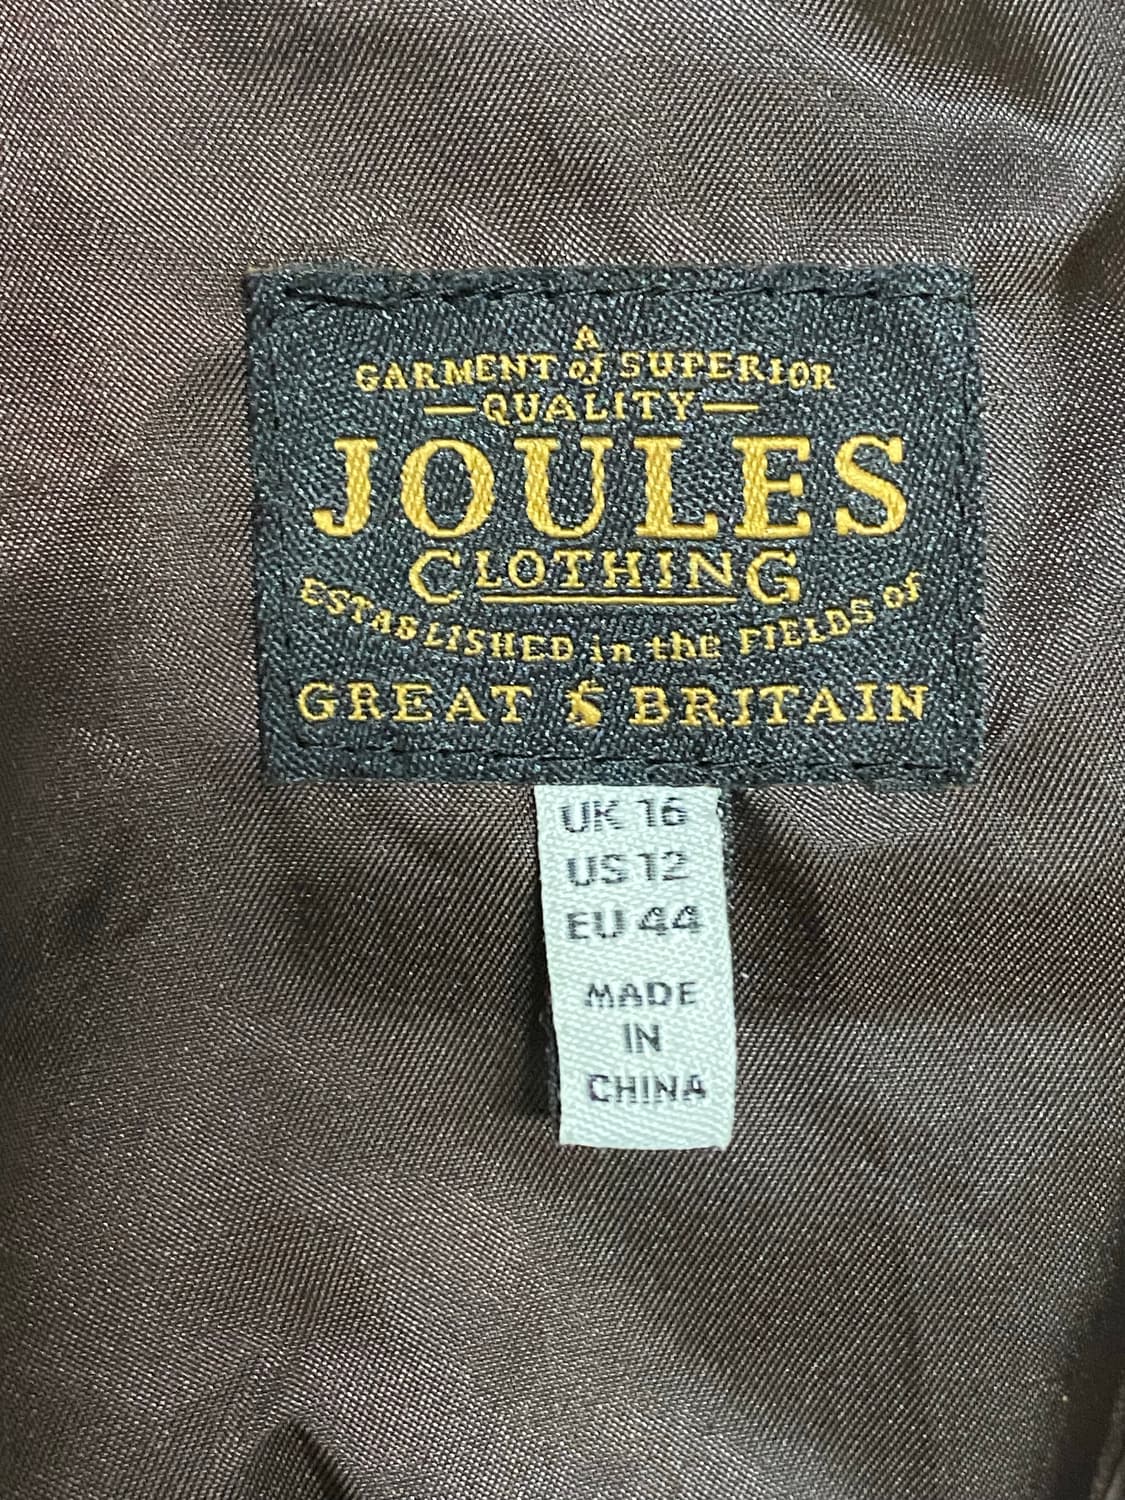 A
GARMENT of SUPERIOR
QUALITY
JOULES
CLOTHING
ESTABLISHED in the FIELDS OF
GREAT BRITAIN
UK 16
US 12
EU 44
MADE
IN
CHINA